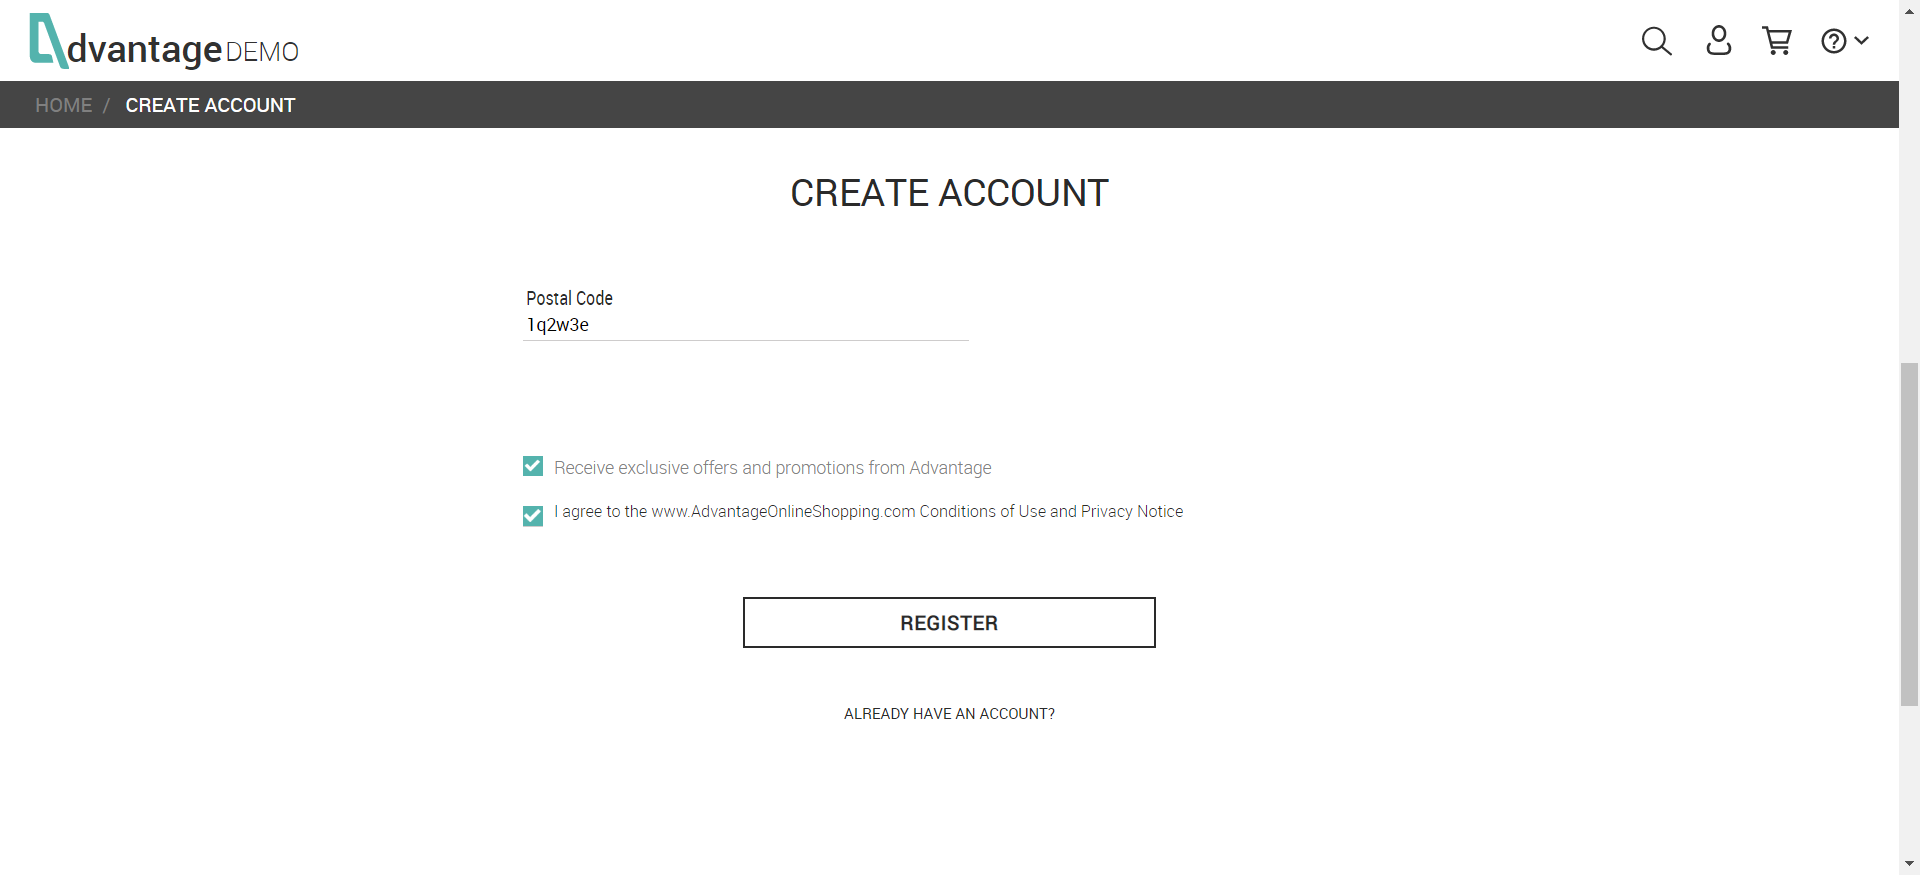 dvantage DEMO
HOME / CREATE ACCOUNT
CREATE ACCOUNT
Postal Code
1q2w3e
Receive exclusive offers and promotions from Advantage
I agree to the www.AdvantageOnlineShopping.com Conditions of Use and Privacy Notice
REGISTER
ALREADY HAVE AN ACCOUNT?